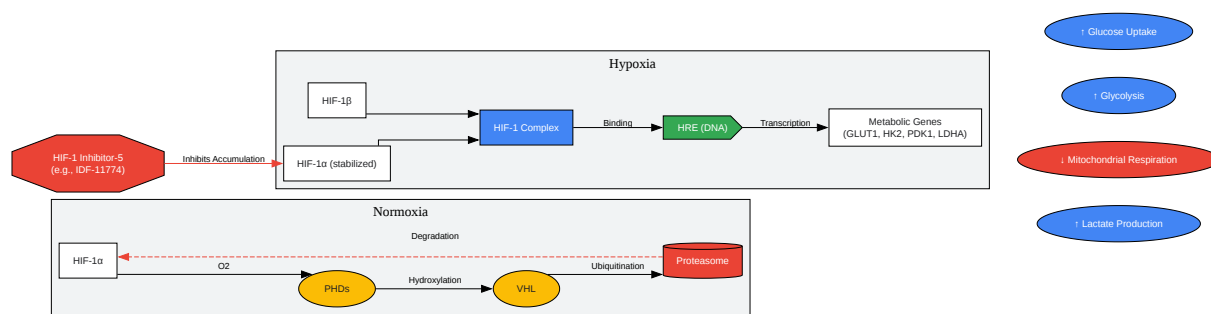 ↑ Glucose Uptake
Hypoxia
HIF-1β
↑ Glycolysis
HIF-1 Complex
Binding
HRE (DNA)
Transcription
Metabolic Genes
(GLUT1, HK2, PDK1, LDHA)
HIF-1 Inhibitor-5
(e.g., IDF-11774)
Inhibits Accumulation
HIF-1α (stabilized)
↓ Mitochondrial Respiration
Normoxia
↑ Lactate Production
Degradation
HIF-1α
O2
Ubiquitination
Proteasome
PHDs
Hydroxylation
VHL